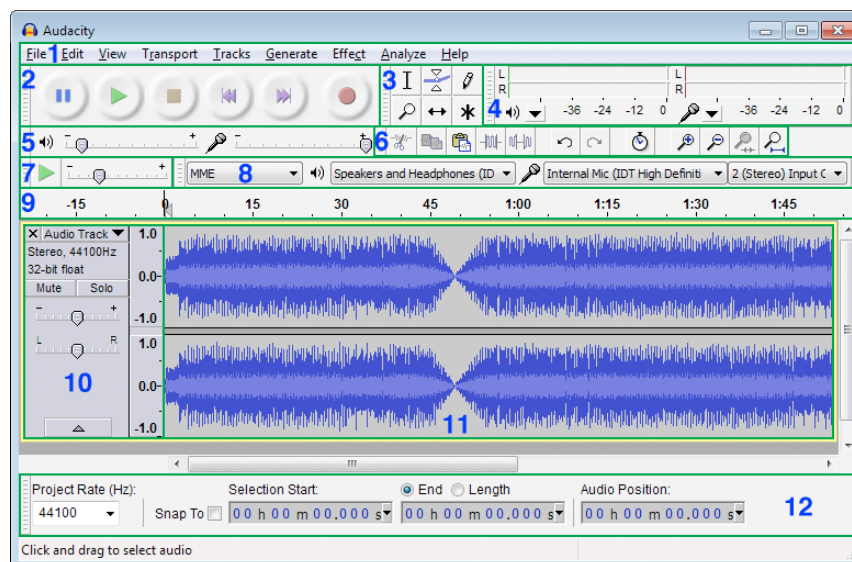 Audacity
File 1 Edit View Transport Tracks Generate Effect Analyze Help
2
3
L
R
L
R
4 -36 -24 -12 0 -36 -24 -12 0
5 - + - +
6
7 - +
8 MME Speakers and Headphones (ID Internal Mic (IDT High Definiti 2 (Stereo) Input C
9 -15 0 15 30 45 1:00 1:15 1:30 1:45
X Audio Track 1.0
Stereo, 44100Hz
32-bit float 0.0-
Mute Solo
- + -1.0
L R 1.0
10 0.0-
11
-1.0
Project Rate (Hz): Selection Start: End Length Audio Position:
44100 Snap To 00 h 00 m 00.000 s 00 h 00 m 00.000 s 00 h 00 m 00.000 s 12
Click and drag to select audio